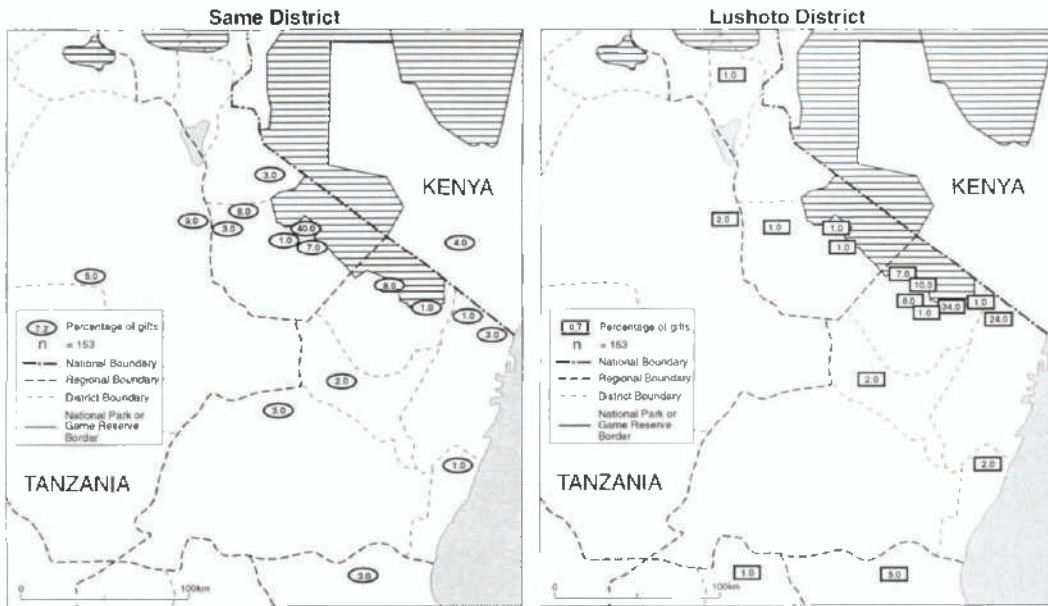 Same District
KENYA
3.0
9.0
8.0
3.0
40.0
1.0
7.0
4.0
5.0
8.0
1.0
1.0
3.0
7.2 Percentage of gifts
n = 153
National Boundary
Regional Boundary
District Boundary
National Park or
Game Reserve
Border
2.0
3.0
1.0
TANZANIA
3.0
0 100km
Lushoto District
1.0
KENYA
2.0
1.0
1.0
1.0
7.0
10.0
34.0
1.0
1.0
24.0
0.7 Percentage of gifts
n = 153
National Boundary
Regional Boundary
District Boundary
National Park or
Game Reserve
Border
2.0
2.0
TANZANIA
1.0
5.0
0 100km